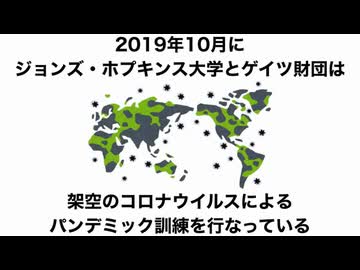 2019年10月に
ジョンズ・ホプキンス大学とゲイツ財団は
架空のコロナウイルスによる
パンデミック訓練を行なっている